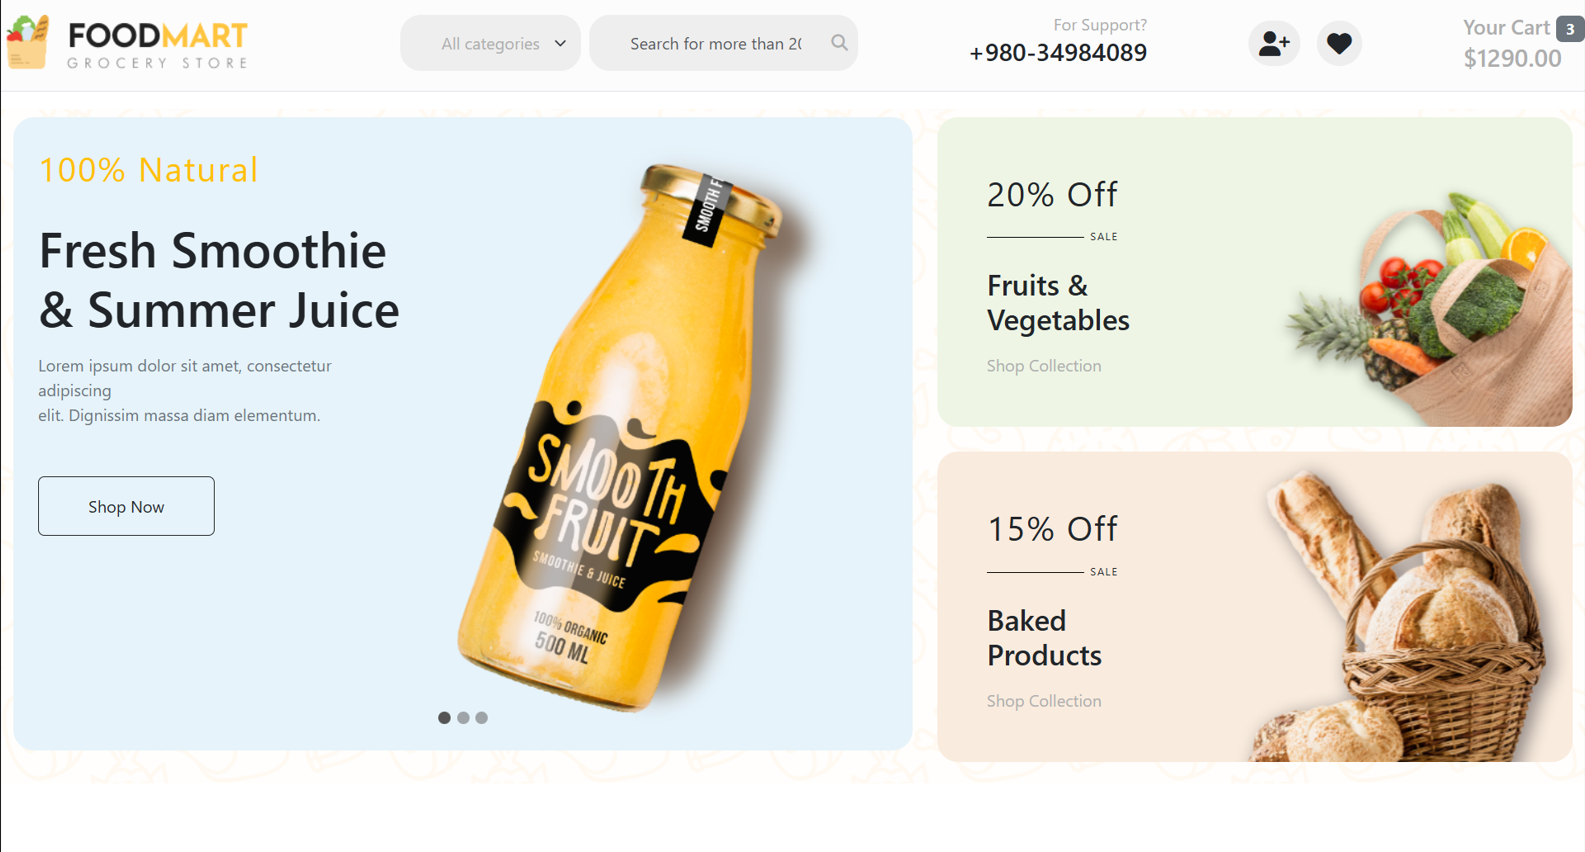 FOODMART
GROCERY STORE
All categories
Search for more than 20
For Support?
+980-34984089
Your Cart 3
$1290.00
100% Natural
Fresh Smoothie
& Summer Juice
Lorem ipsum dolor sit amet, consectetur
adipiscing
elit. Dignissim massa diam elementum.
Shop Now
SMOOTH F
SMOOTH
FRUIT
SMOOTHIE & JUICE
100% ORGANIC
500 ML
20% Off
SALE
Fruits &
Vegetables
Shop Collection
15% Off
SALE
Baked
Products
Shop Collection